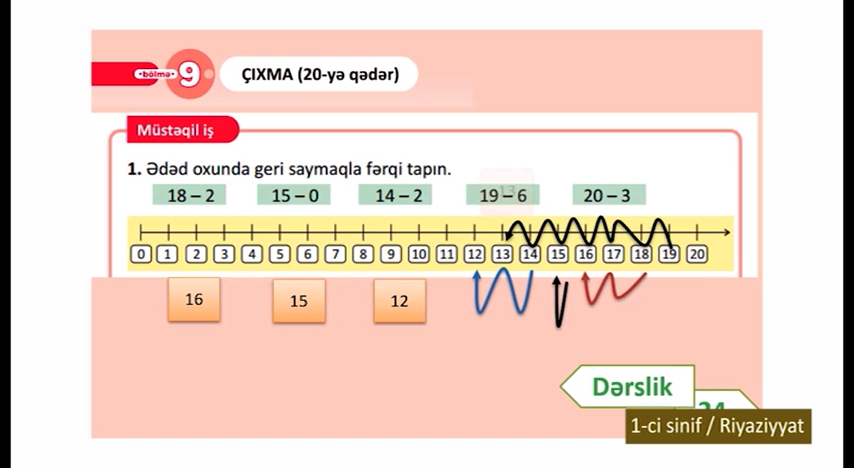 •bölmə• 9 ÇIXMA (20-yə qədər)
Müstəqil iş
1. Ədəd oxunda geri saymaqla fərqi tapın.
18 – 2 15 – 0 14 – 2 19 – 6 20 – 3
13
0 1 2 3 4 5 6 7 8 9 10 11 12 13 14 15 16 17 18 19 20
16 15 12
Dərslik
24
1-ci sinif / Riyaziyyat